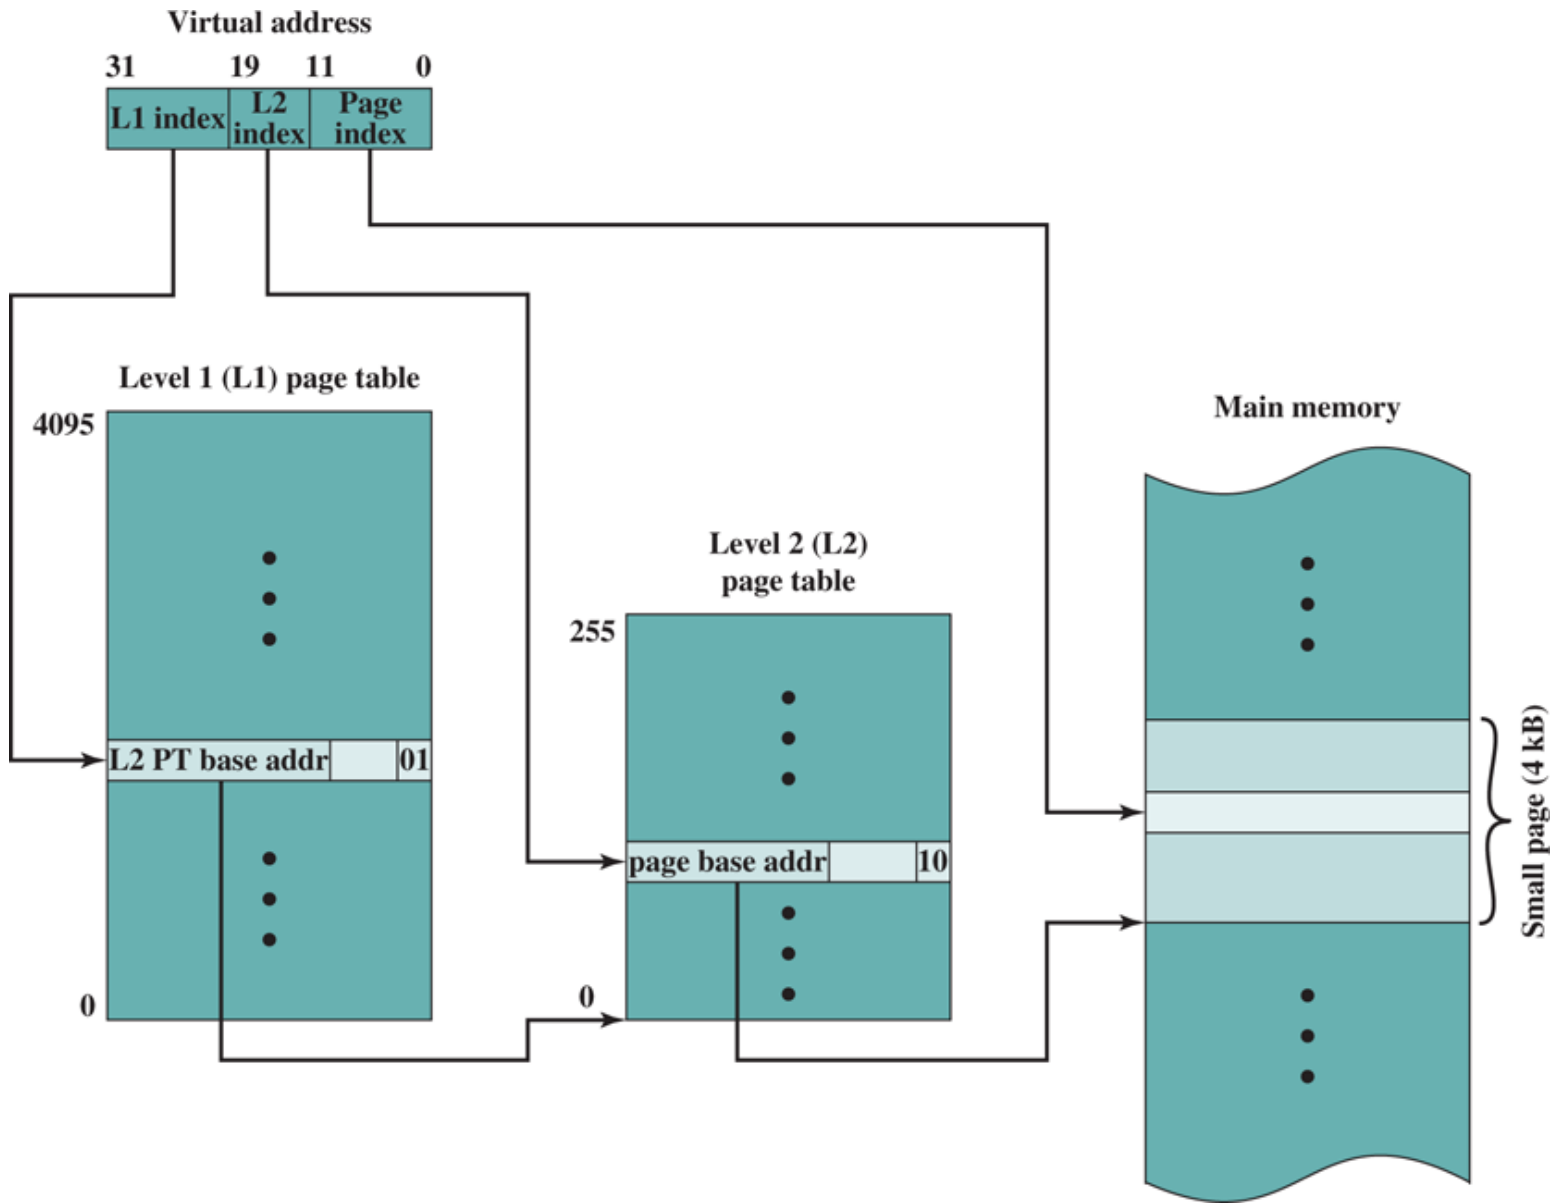 Virtual address
31 19 11 0
L1 index
L2
index
Page
index
Level 1 (L1) page table
4095
L2 PT base addr
01
0
Level 2 (L2)
page table
255
page base addr
10
0
Main memory
Small page (4 kB)